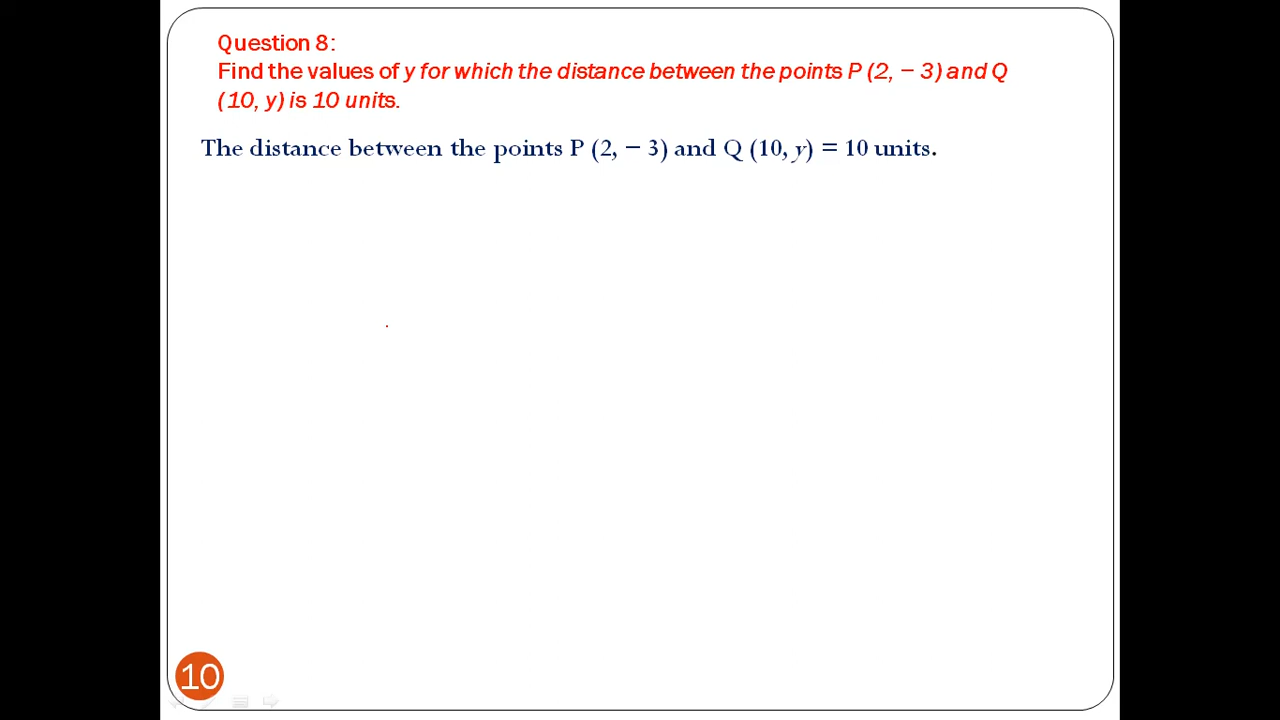 Question 8:
Find the values of y for which the distance between the points P (2, − 3) and Q
(10, y) is 10 units.
The distance between the points P (2, − 3) and Q (10, y) = 10 units.
10